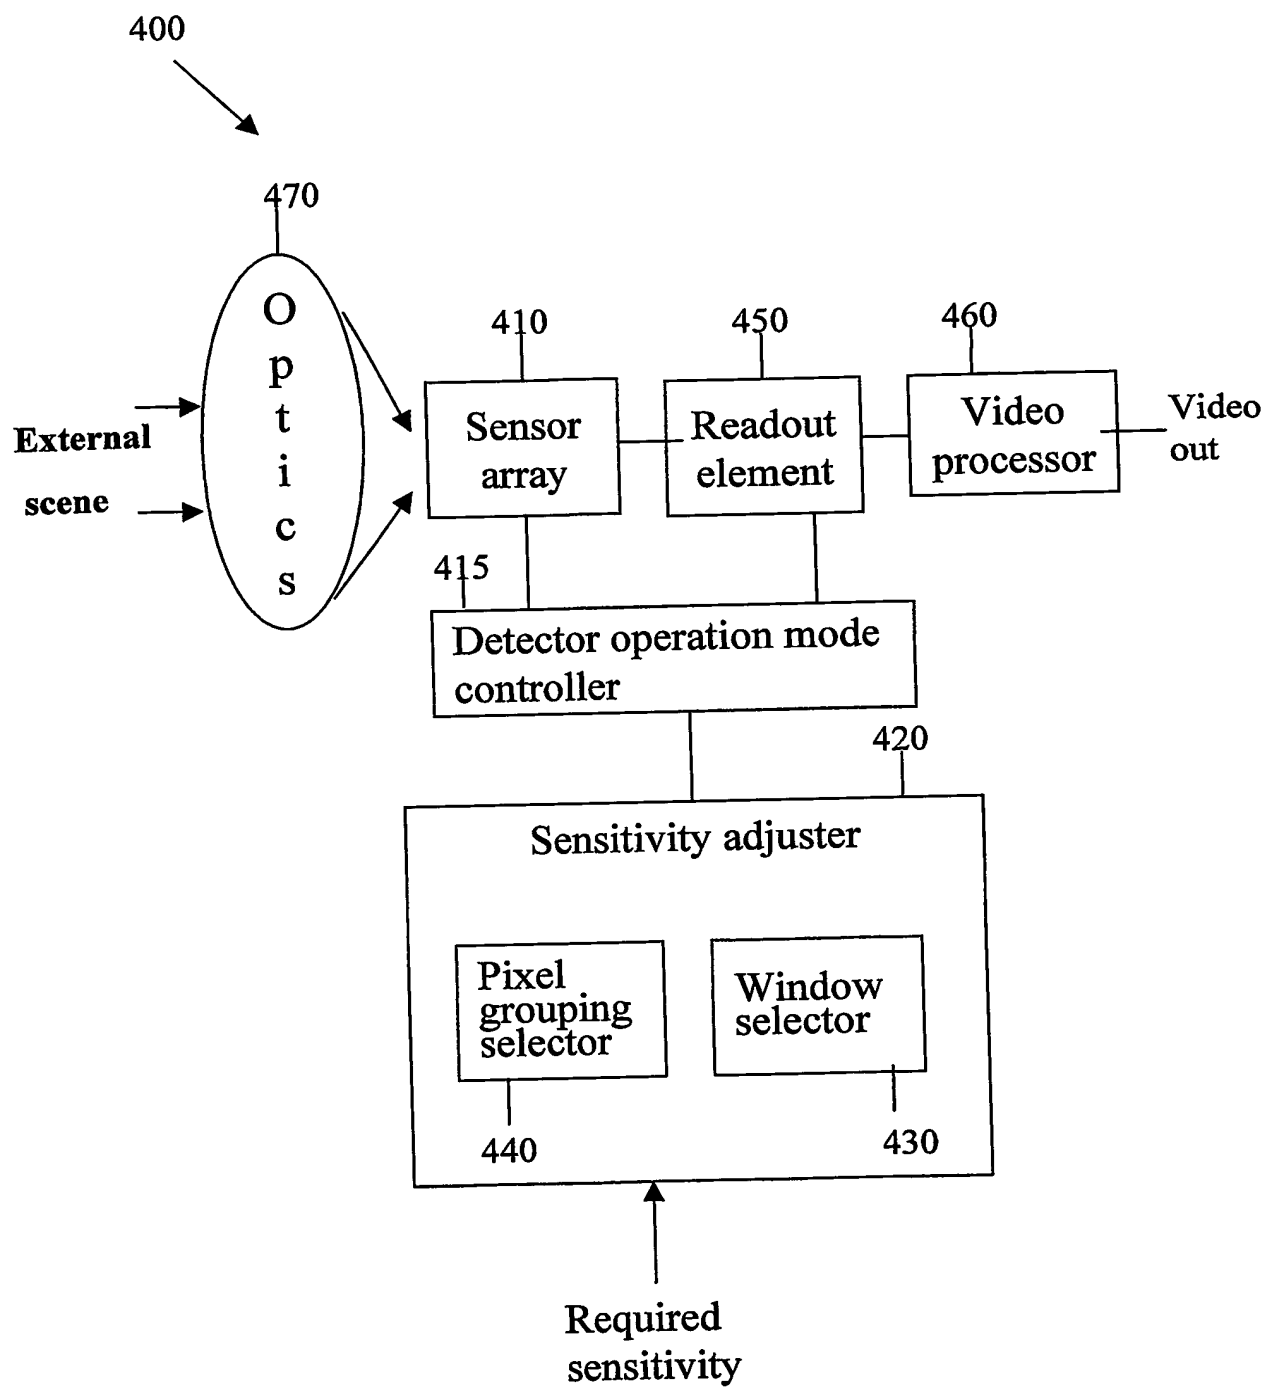 400
470
Optics
External
scene
410
Sensor
array
450
Readout
element
460
Video
processor
Video
out
415
Detector operation mode
controller
420
Sensitivity adjuster
Pixel
grouping
selector
440
Window
selector
430
Required
sensitivity